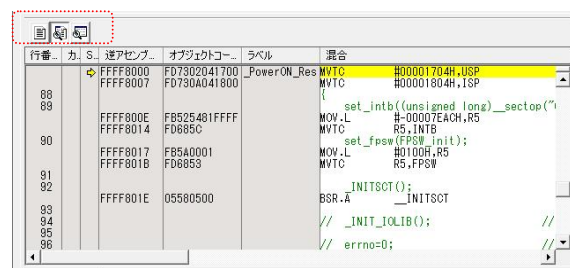 行番... カ.. S.. 逆アセンブ... オブジェクトコー... ラベル 混合
FFFF8000 FD7302041700 _PowerON_Res MVTC #00001704H,USP
FFFF8007 FD730A041800 MVTC #00001804H,ISP
88 {
89 set_intb((unsigned long)__sectop("
FFFF800E FB525481FFFF MOV.L #-00007EACH,R5
FFFF8014 FD685C MVTC R5,INTB
90 set_fpsw(FPSW_init);
FFFF8017 FB5A0001 MOV.L #0100H,R5
FFFF801B FD6853 MVTC R5,FPSW
91
92 _INITSCT();
FFFF801E 05580500 BSR.A __INITSCT
93
94 // _INIT_IOLIB(); //
95
96 // errno=0; //